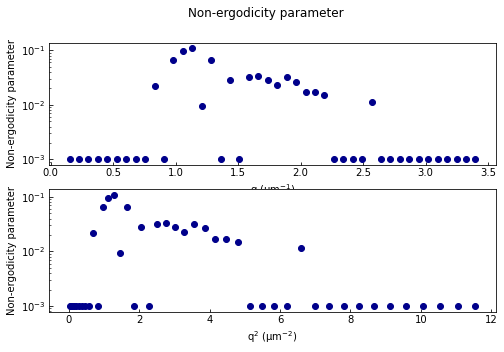 Non-ergodicity parameter
Non-ergodicity parameter
10⁻¹
10⁻²
10⁻³
0.0 0.5 1.0 1.5 2.0 2.5 3.0 3.5
q (μm⁻¹)
Non-ergodicity parameter
10⁻¹
10⁻²
10⁻³
0 2 4 6 8 10 12
q² (μm⁻²)